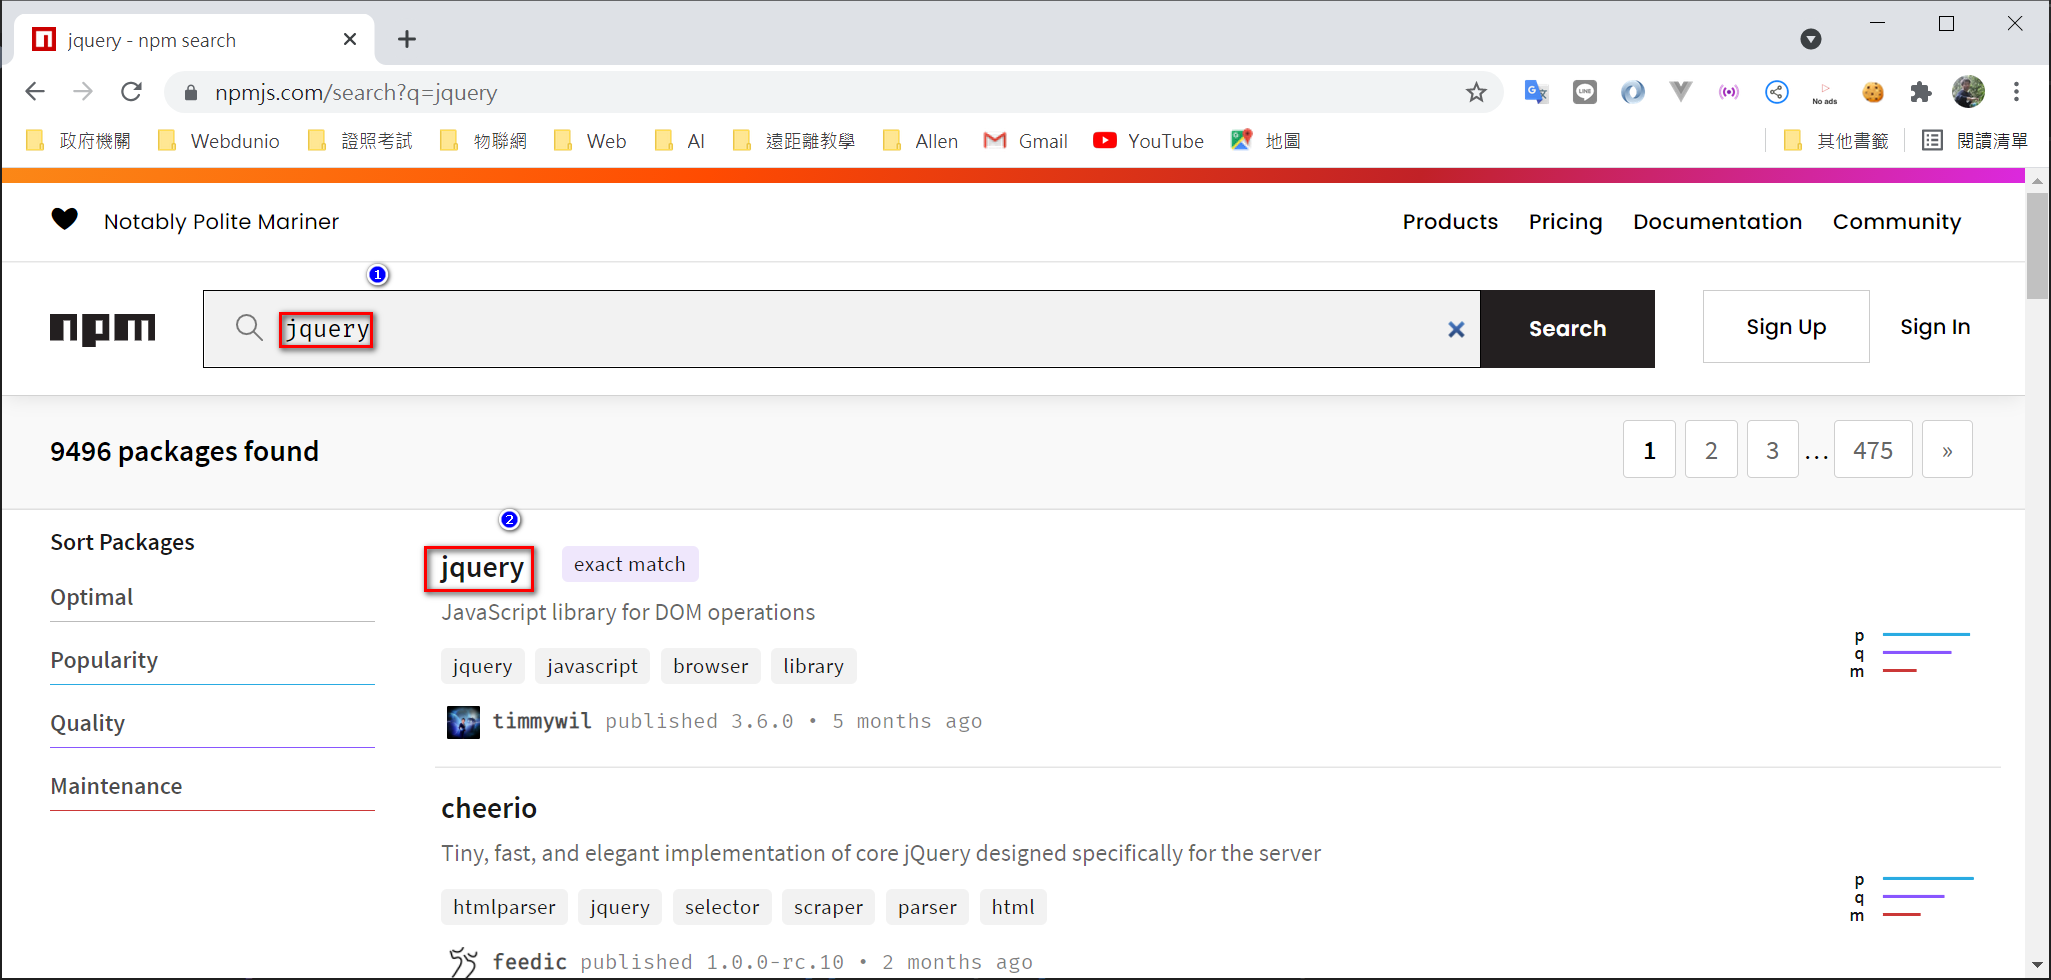 jquery - npm search
npmjs.com/search?q=jquery
No ads
政府機關 Webdunio 證照考試 物聯網 Web AI 遠距離教學 Allen Gmail YouTube 地圖 其他書籤 閱讀清單
Notably Polite Mariner Products Pricing Documentation Community
1
npm jquery Search Sign Up Sign In
9496 packages found 1 2 3 ... 475 »
2
Sort Packages
Optimal
Popularity
Quality
Maintenance
jquery exact match
JavaScript library for DOM operations
jquery javascript browser library
timmywil published 3.6.0 • 5 months ago
p
q
m
cheerio
Tiny, fast, and elegant implementation of core jQuery designed specifically for the server
htmlparser jquery selector scraper parser html
feedic published 1.0.0-rc.10 • 2 months ago
p
q
m